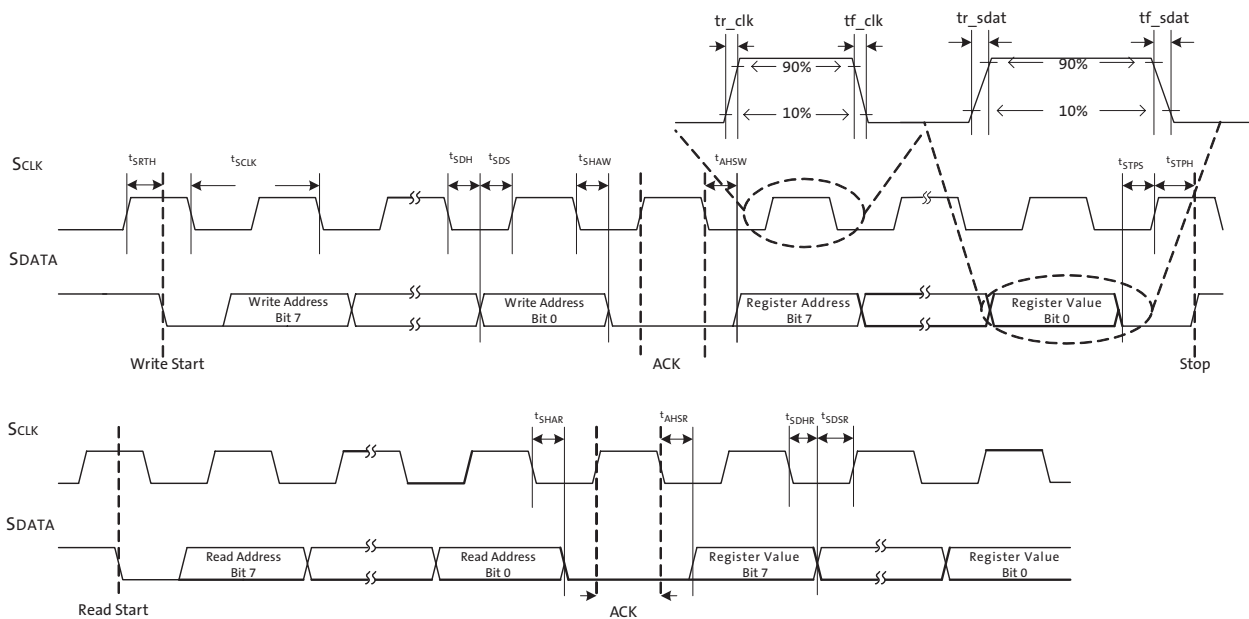 tr_clk tf_clk tr_sdat tf_sdat
90% 90%
10% 10%
SCLK tSRTH tSCLK tSDH tSDS tSHAW tAHSW tSTPS tSTPH
SDATA
Write Address Write Address Register Address Register Value
Bit 7 Bit 0 Bit 7 Bit 0
Write Start ACK Stop
SCLK tSHAR tAHSR tSDHR tSDSR
SDATA
Read Address Read Address Register Value Register Value
Bit 7 Bit 0 Bit 7 Bit 0
Read Start ACK